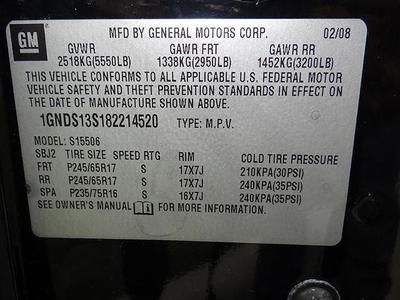 GM
MFD BY GENERAL MOTORS CORP. 02/08
GVWR GAWR FRT GAWR RR
2518KG(5550LB) 1338KG(2950LB) 1452KG(3200LB)
THIS VEHICLE CONFORMS TO ALL APPLICABLE U.S. FEDERAL MOTOR
VEHICLE SAFETY AND THEFT PREVENTION STANDARDS IN EFFECT ON
THE DATE OF MANUFACTURE SHOWN ABOVE.
1GNDS13S182214520 TYPE: M.P.V.
MODEL: S15506
SBJ2 TIRE SIZE SPEED RTG RIM COLD TIRE PRESSURE
FRT P245/65R17 S 17X7J 210KPA(30PSI)
RR P245/65R17 S 17X7J 240KPA(35PSI)
SPA P235/75R16 S 16X7J 240KPA(35PSI)
SEE OWNER'S MANUAL FOR MORE INFORMATION.